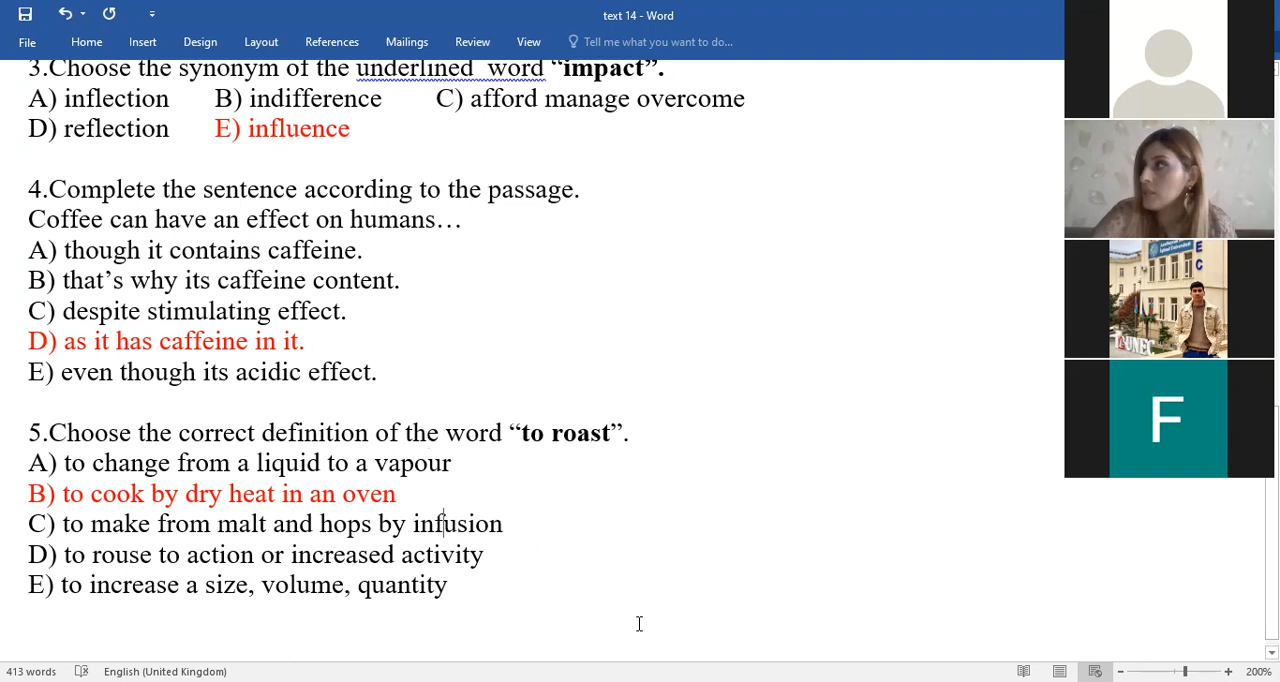 text 14 - Word
File Home Insert Design Layout References Mailings Review View Tell me what you want to do...
3.Choose the synonym of the underlined word “impact”.
A) inflection B) indifference C) afford manage overcome
D) reflection E) influence
4.Complete the sentence according to the passage.
Coffee can have an effect on humans…
A) though it contains caffeine.
B) that’s why its caffeine content.
C) despite stimulating effect.
D) as it has caffeine in it.
E) even though its acidic effect.
5.Choose the correct definition of the word “to roast”.
A) to change from a liquid to a vapour
B) to cook by dry heat in an oven
C) to make from malt and hops by infusion
D) to rouse to action or increased activity
E) to increase a size, volume, quantity
E
C
UNEC
F
413 words English (United Kingdom) 200%